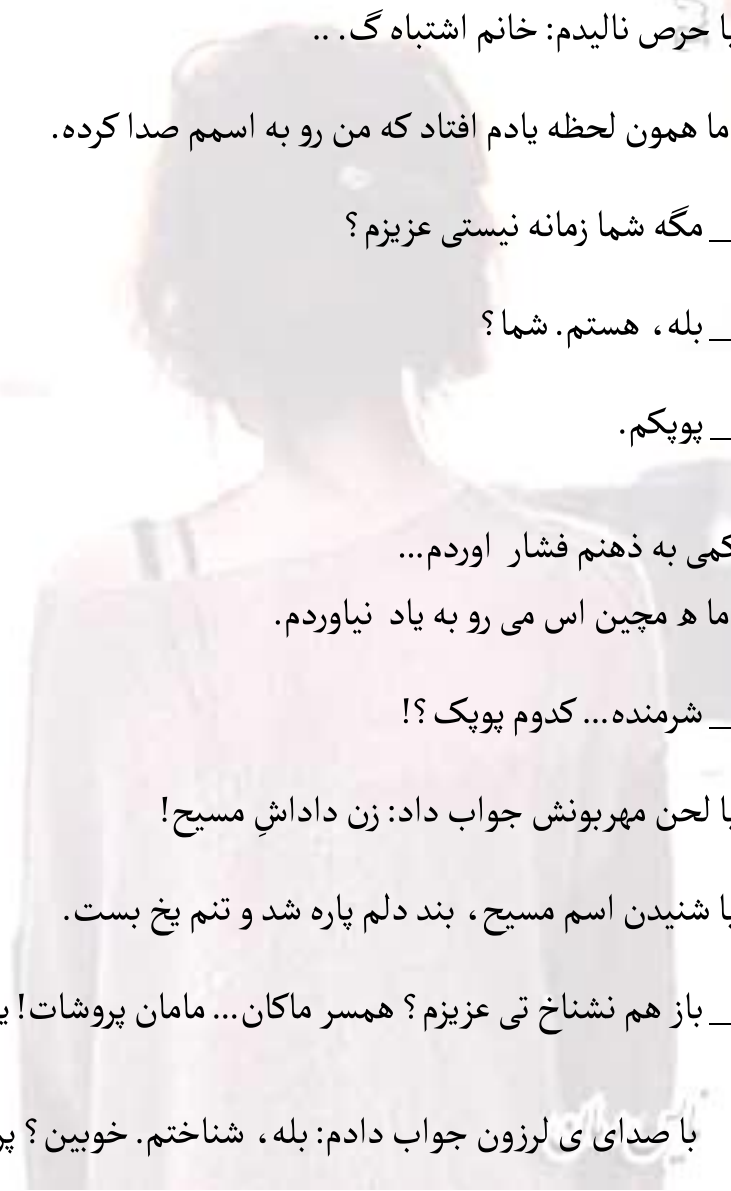 با حرص نالیدم: خانم اشتباه گ. ..
ما همون لحظه یادم افتاد که من رو به اسمم صدا کرده.
_ مگه شما زمانه نیستی عزیزم؟
_ بله، هستم. شما؟
_ پوپکم.
کمی به ذهنم فشار اوردم...
ما ه مچین اس می رو به یاد نیاوردم.
_ شرمنده... کدوم پوپک؟!
با لحن مهربونش جواب داد: زن داداشِ مسیح!
با شنیدن اسم مسیح، بند دلم پاره شد و تنم یخ بست.
_ باز هم نشناخ تی عزیزم؟ همسر ماکان... مامان پروشات!
با صدای ی لرزون جواب دادم: بله، شناختم. خوبین؟